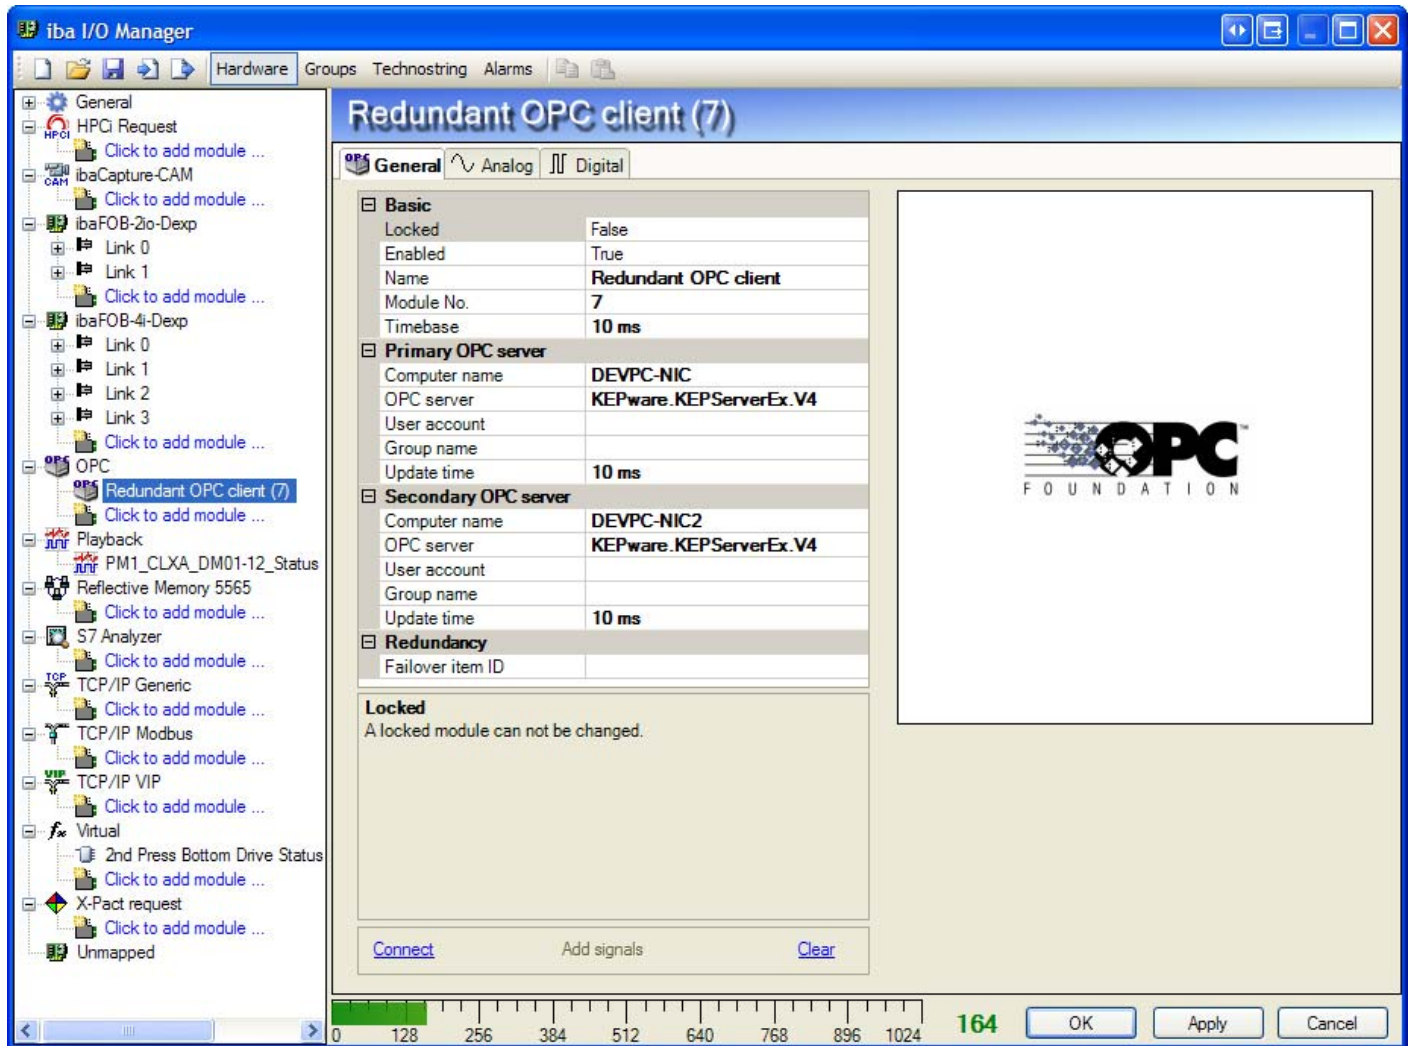 iba I/O Manager
Hardware Groups Technostring Alarms
General
HPCi Request
Click to add module ...
ibaCapture-CAM
Click to add module ...
ibaFOB-2io-Dexp
Link 0
Link 1
Click to add module ...
ibaFOB-4i-Dexp
Link 0
Link 1
Link 2
Link 3
Click to add module ...
OPC
Redundant OPC client (7)
Click to add module ...
Playback
PM1_CLXA_DM01-12_Status
Reflective Memory 5565
Click to add module ...
S7 Analyzer
Click to add module ...
TCP/IP Generic
Click to add module ...
TCP/IP Modbus
Click to add module ...
TCP/IP VIP
Click to add module ...
Virtual
2nd Press Bottom Drive Status
Click to add module ...
X-Pact request
Click to add module ...
Unmapped
Redundant OPC client (7)
General Analog Digital
Basic
Locked False
Enabled True
Name Redundant OPC client
Module No. 7
Timebase 10 ms
Primary OPC server
Computer name DEVPC-NIC
OPC server KEPware.KEPServerEx.V4
User account
Group name
Update time 10 ms
Secondary OPC server
Computer name DEVPC-NIC2
OPC server KEPware.KEPServerEx.V4
User account
Group name
Update time 10 ms
Redundancy
Failover item ID
Locked
A locked module can not be changed.
Connect Add signals Clear
OPC
FOUNDATION
0 128 256 384 512 640 768 896 1024
164
OK Apply Cancel